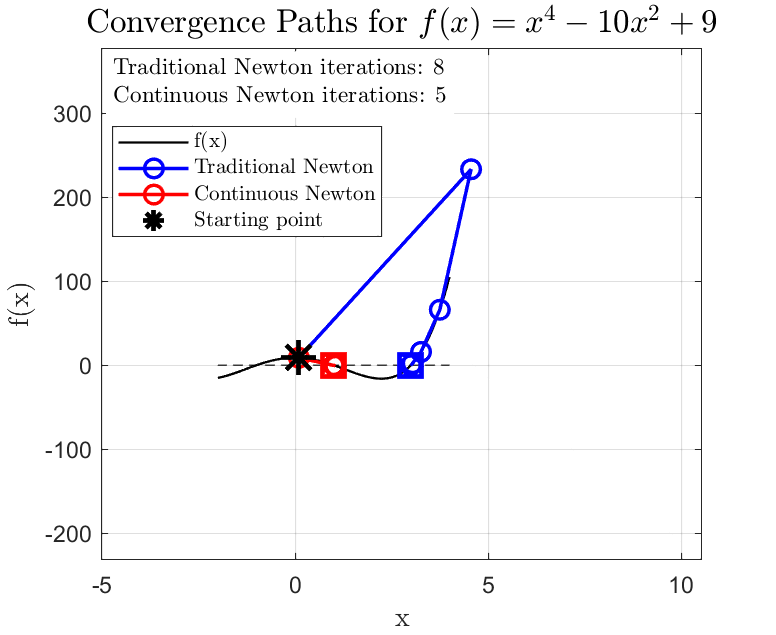 Convergence Paths for $f(x) = x^4 - 10x^2 + 9$
Traditional Newton iterations: 8
Continuous Newton iterations: 5
f(x)
Traditional Newton
Continuous Newton
Starting point
300
200
100
0
-100
-200
f(x)
-5
0
5
10
x